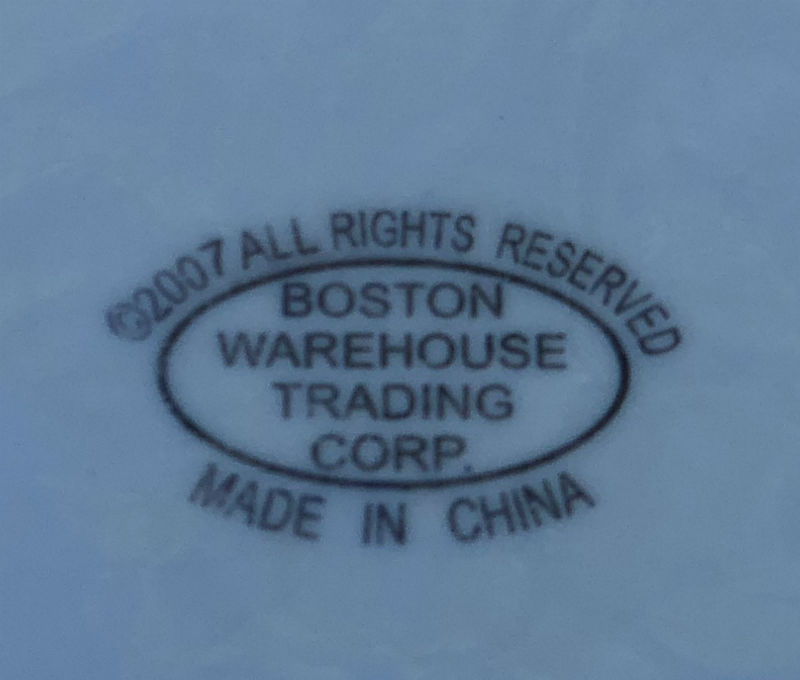 ©2007 ALL RIGHTS RESERVED
BOSTON
WAREHOUSE
TRADING
CORP.
MADE IN CHINA